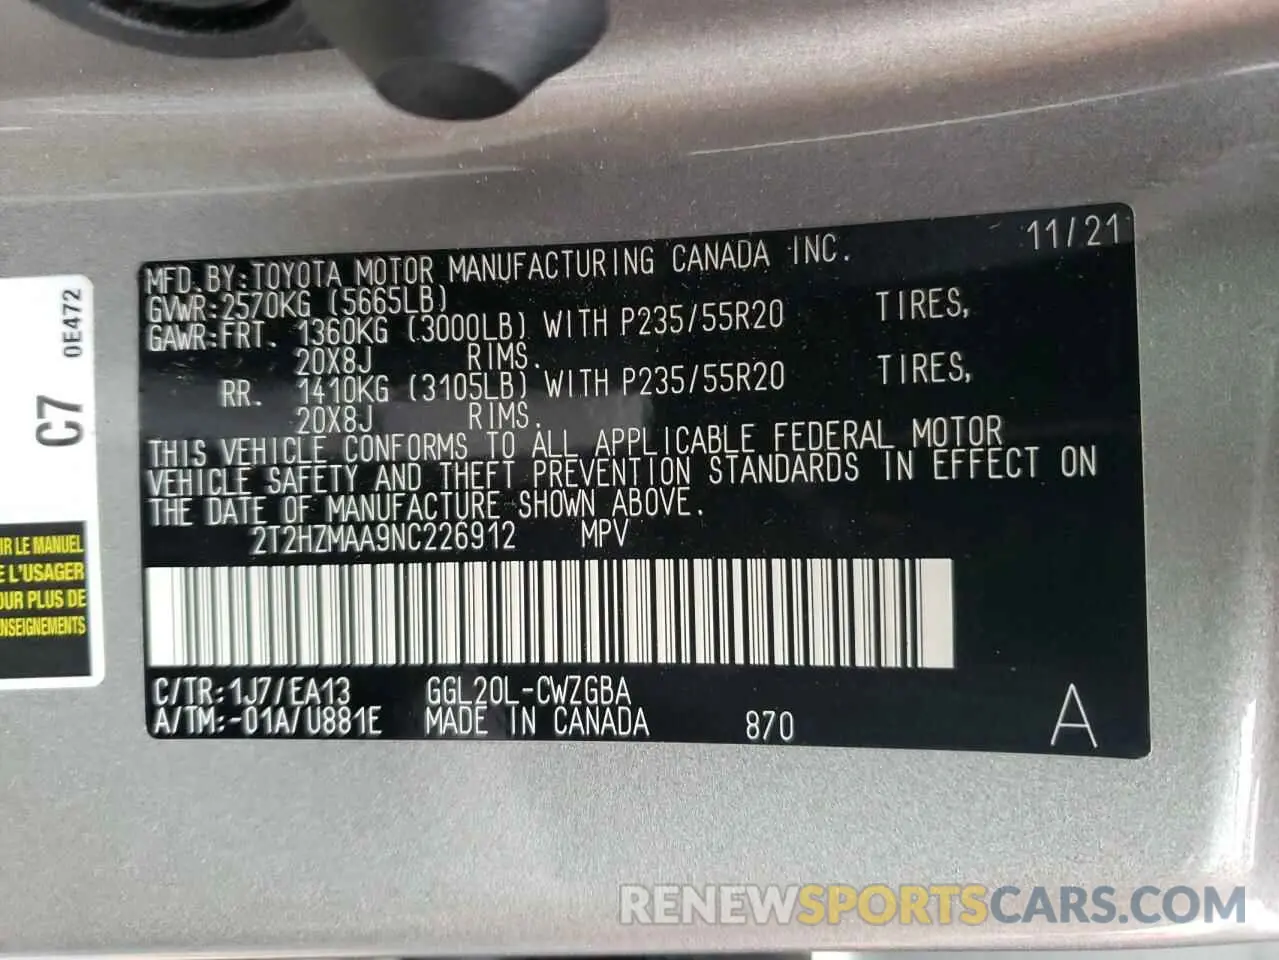 11/21
MFD.BY:TOYOTA MOTOR MANUFACTURING CANADA INC.
GVWR:2570KG (5665LB)
GAWR:FRT. 1360KG (3000LB) WITH P235/55R20 TIRES,
20X8J RIMS.
RR. 1410KG (3105LB) WITH P235/55R20 TIRES,
20X8J RIMS.
THIS VEHICLE CONFORMS TO ALL APPLICABLE FEDERAL MOTOR
VEHICLE SAFETY AND THEFT PREVENTION STANDARDS IN EFFECT ON
THE DATE OF MANUFACTURE SHOWN ABOVE.
2T2HZMAA9NC226912 MPV
C/TR:1J7/EA13 GGL20L-CWZGBA
A/TM:-01A/U881E MADE IN CANADA 870 A
C7 0E472
IR LE MANUEL
E L'USAGER
OUR PLUS DE
NSEIGNEMENTS
RENEWSPORTSCARS.COM